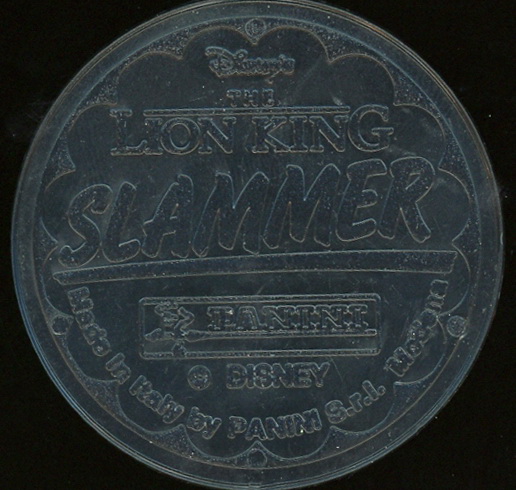 Disney's
THE
LION KING
SLAMMER
PANINI
© DISNEY
Made in Italy by PANINI S.r.l. Modena